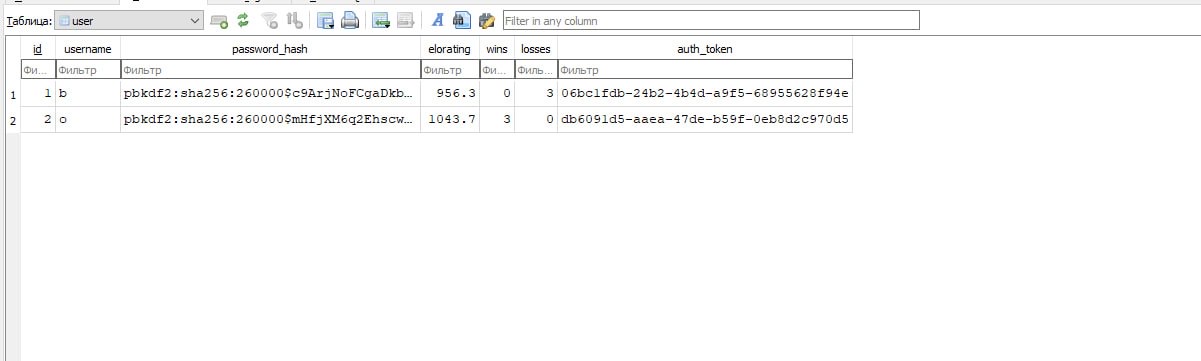 Таблица: user Filter in any column
id username password_hash elorating wins losses auth_token
Фи... Фильтр Фильтр Фильтр Фи... Филь... Фильтр
1 1 b pbkdf2:sha256:260000$c9ArjNoFCgaDkb... 956.3 0 3 06bc1fdb-24b2-4b4d-a9f5-68955628f94e
2 2 o pbkdf2:sha256:260000$mHfjXM6q2Ehscw... 1043.7 3 0 db6091d5-aaea-47de-b59f-0eb8d2c970d5